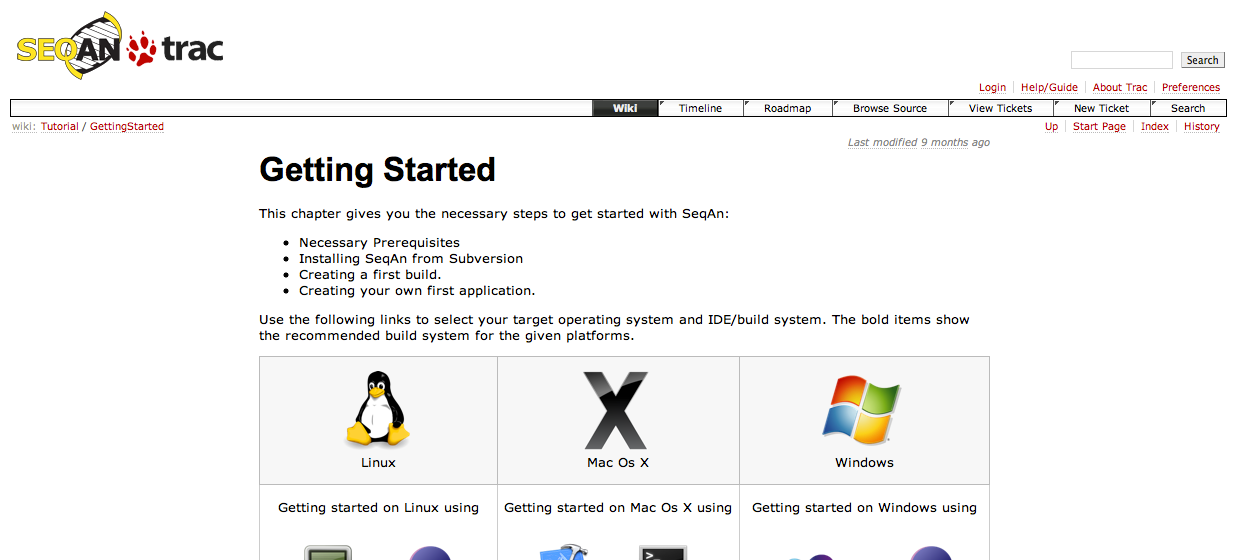 SEQAN trac
Search
Login Help/Guide About Trac Preferences
Wiki Timeline Roadmap Browse Source View Tickets New Ticket Search
wiki: Tutorial / GettingStarted Up Start Page Index History
Last modified 9 months ago
Getting Started
This chapter gives you the necessary steps to get started with SeqAn:
• Necessary Prerequisites
• Installing SeqAn from Subversion
• Creating a first build.
• Creating your own first application.
Use the following links to select your target operating system and IDE/build system. The bold items show
the recommended build system for the given platforms.
Linux Mac Os X Windows
Getting started on Linux using Getting started on Mac Os X using Getting started on Windows using